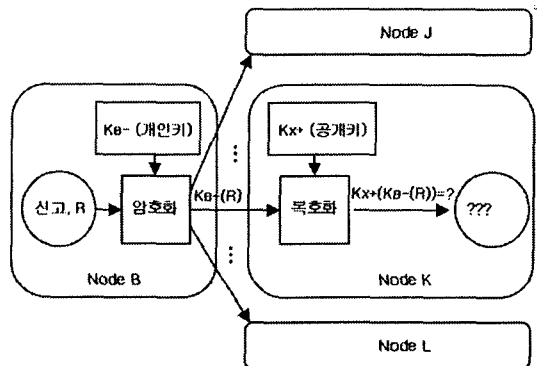 Node J
KB- (개인키)
KX+ (공개키)
신고, R
암호화
KB-(R)
복호화
KX+(KB-(R))=?
???
Node B
Node K
Node L